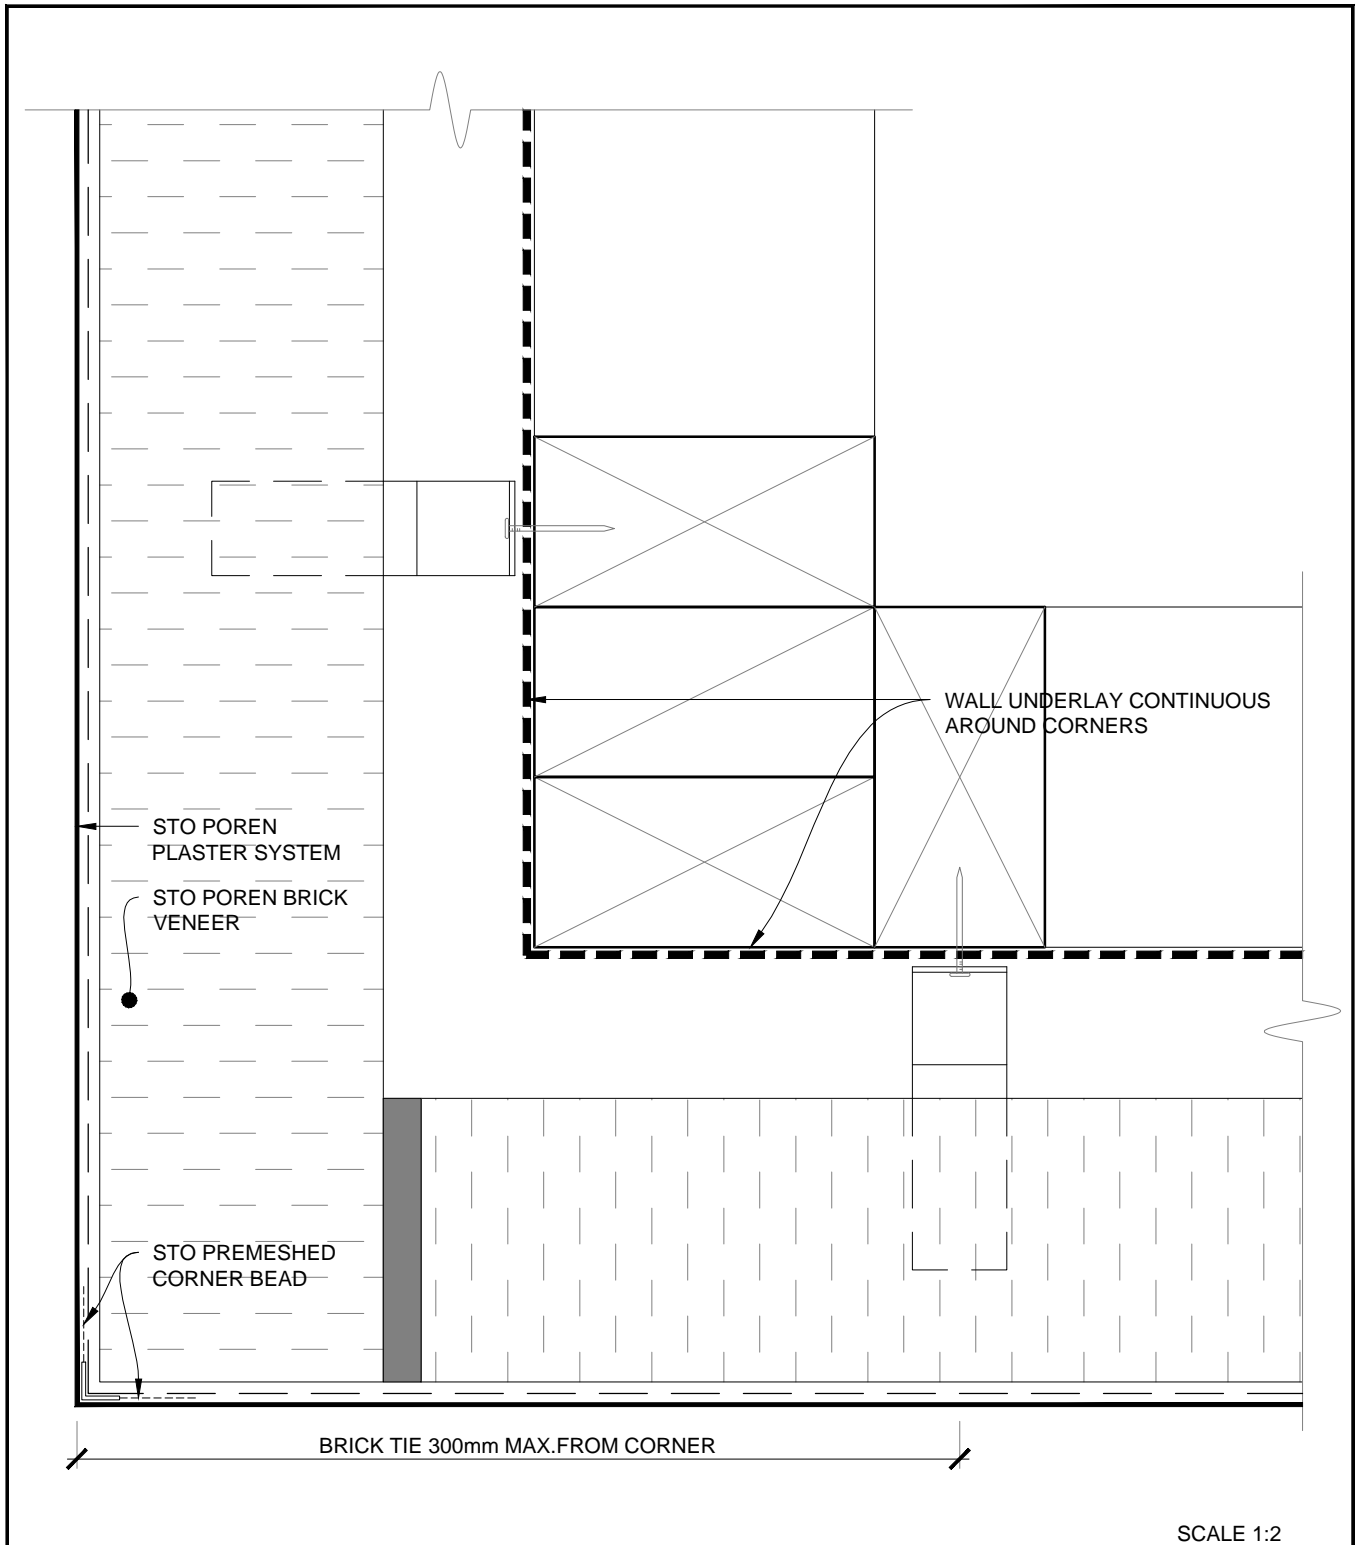 WALL UNDERLAY CONTINUOUS
AROUND CORNERS
STO POREN
PLASTER SYSTEM
STO POREN BRICK
VENEER
STO PREMESHED
CORNER BEAD
BRICK TIE 300mm MAX.FROM CORNER
SCALE 1:2